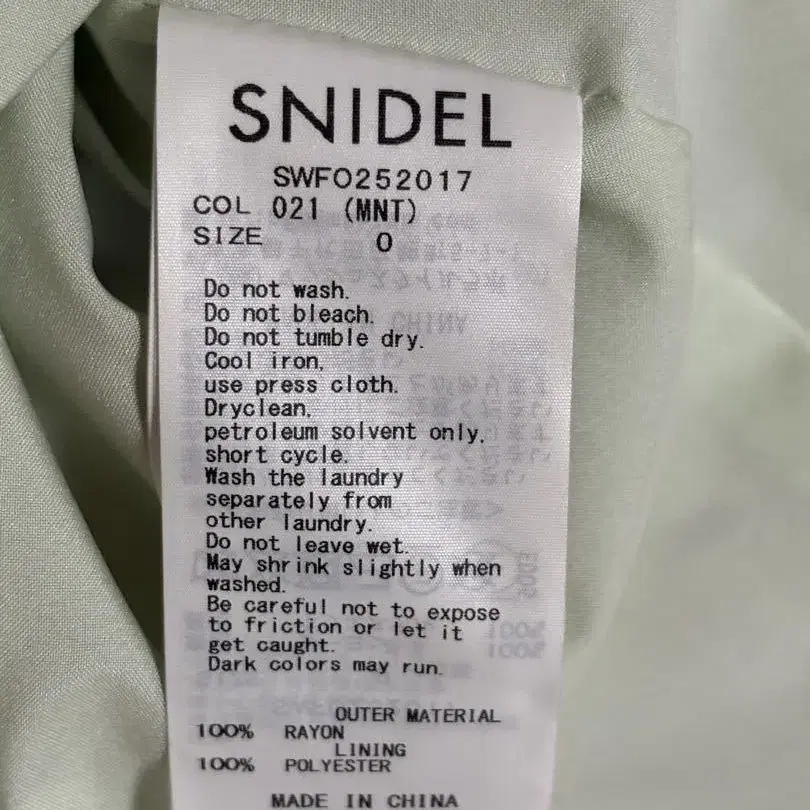 SNIDEL
SWFO252017
COL 021 (MNT)
SIZE 0
Do not wash.
Do not bleach.
Do not tumble dry.
Cool iron,
use press cloth.
Dryclean,
petroleum solvent only,
short cycle.
Wash the laundry
separately from
other laundry.
Do not leave wet.
May shrink slightly when
washed.
Be careful not to expose
to friction or let it
get caught.
Dark colors may run.
OUTER MATERIAL
100% RAYON
LINING
100% POLYESTER
MADE IN CHINA